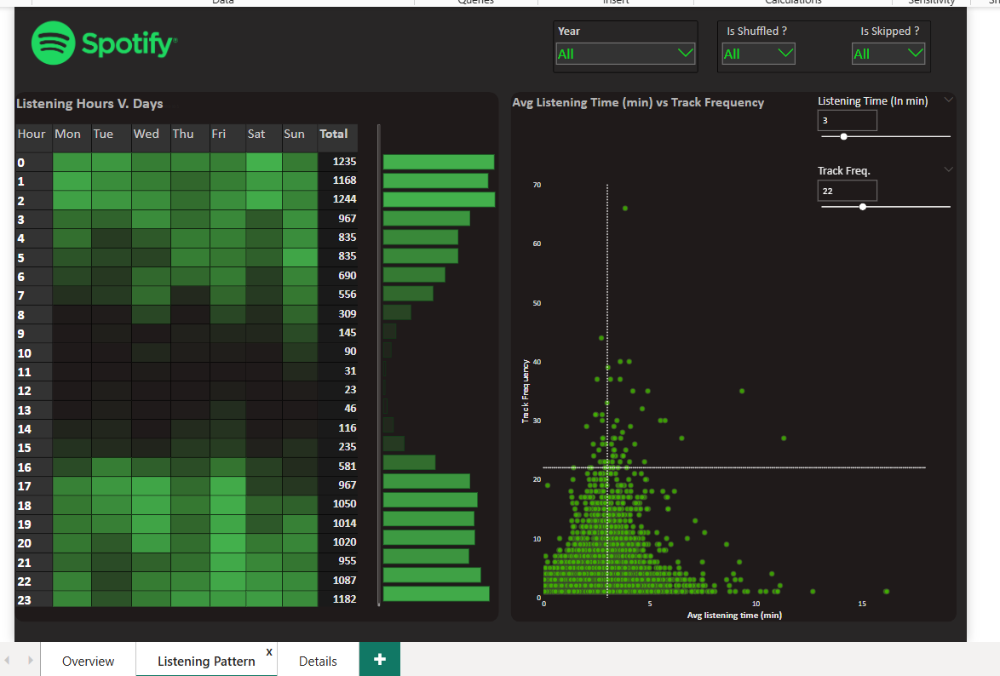 Data Queries Insert Calculations Sensitivity
Spotify®
Year
All
Is Shuffled ?
All
Is Skipped ?
All
Listening Hours V. Days
Hour Mon Tue Wed Thu Fri Sat Sun Total
0 1235
1 1168
2 1244
3 967
4 835
5 835
6 690
7 556
8 309
9 145
10 90
11 31
12 23
13 46
14 116
15 235
16 581
17 967
18 1050
19 1014
20 1020
21 955
22 1087
23 1182
Avg Listening Time (min) vs Track Frequency
Listening Time (In min)
3
Track Freq.
22
70
60
50
40
30
20
10
0
Track Frequency
0 5 10 15
Avg listening time (min)
Overview Listening Pattern x Details +